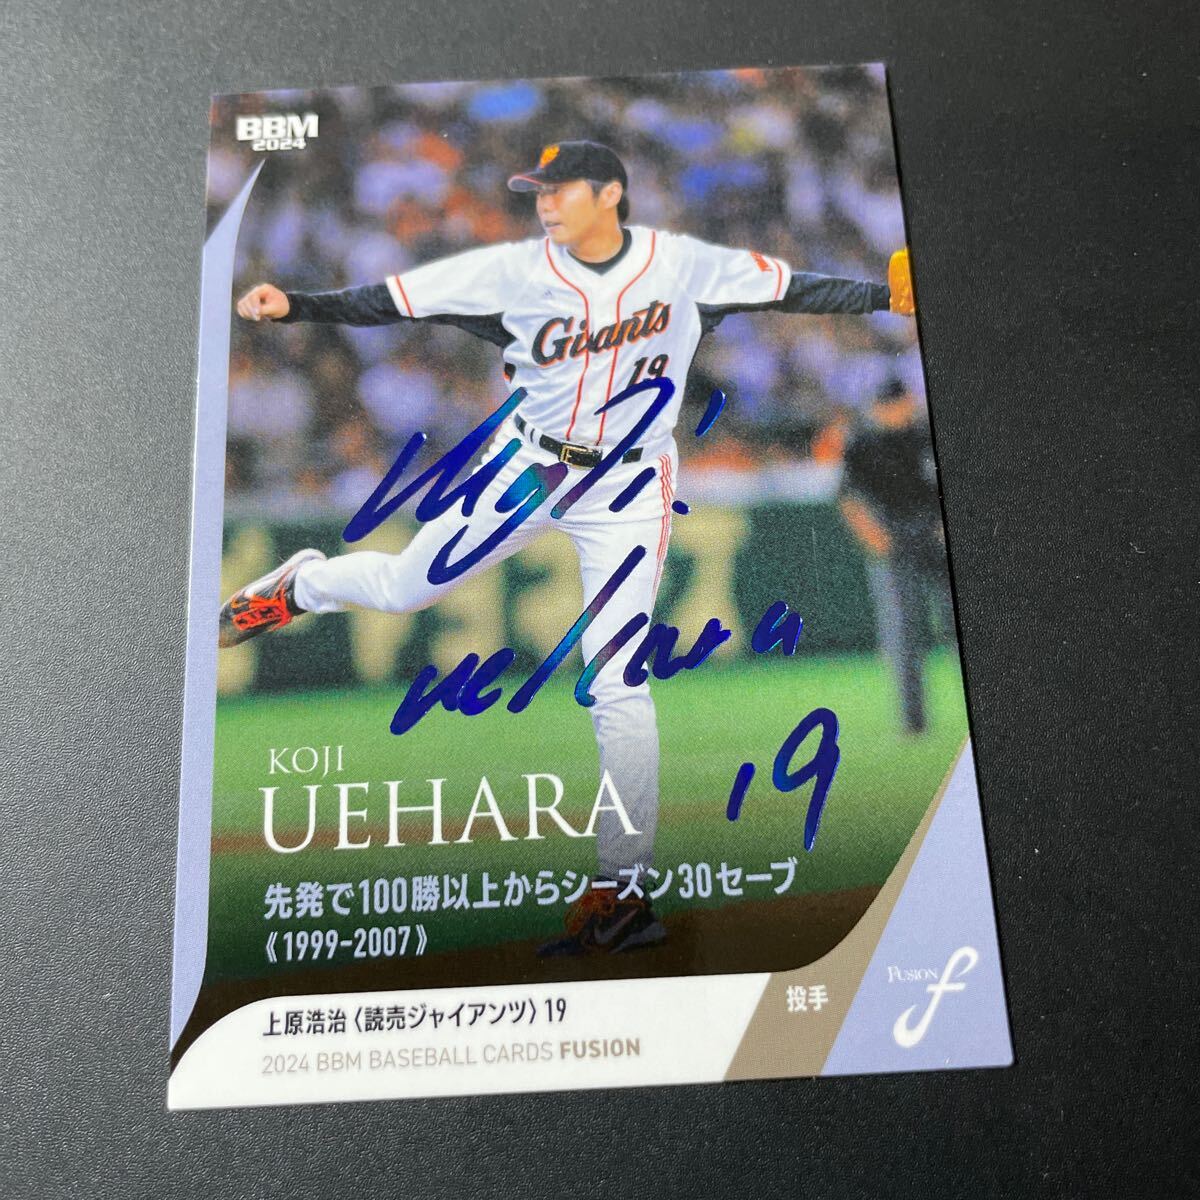 BBM
2024
Giants
19
Koji
Uehara
19
KOJI
UEHARA
先発で100勝以上からシーズン30セーブ
《1999-2007》
投手
FUSION
f
上原浩治〈読売ジャイアンツ〉19
2024 BBM BASEBALL CARDS FUSION